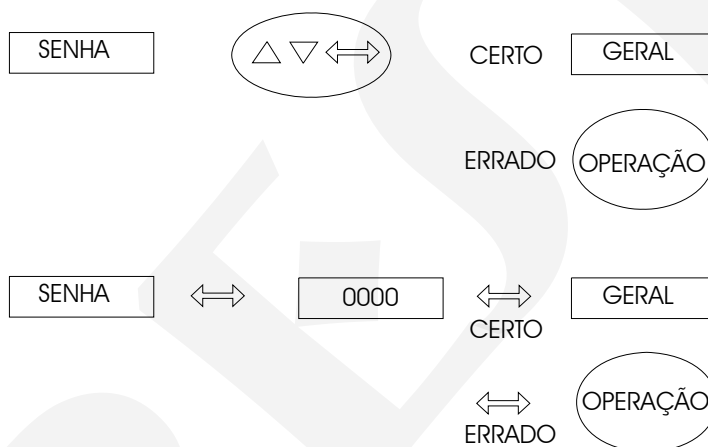 SENHA CERTO GERAL
ERRADO OPERAÇÃO
SENHA 0000 GERAL
CERTO
OPERAÇÃO
ERRADO